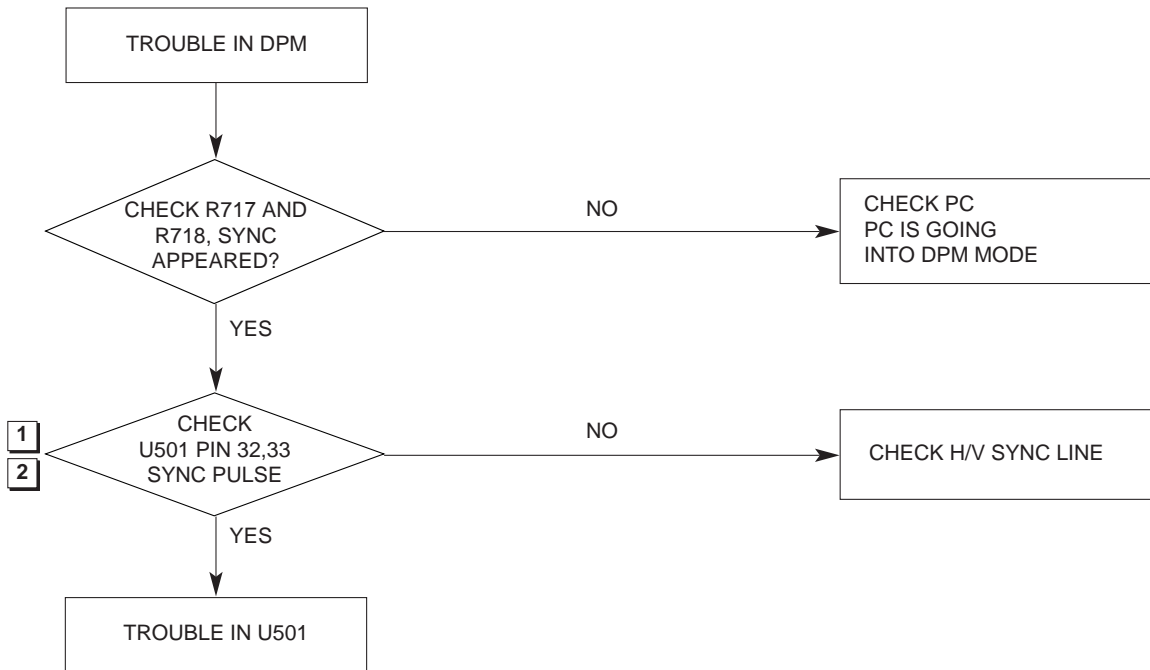 TROUBLE IN DPM
CHECK R717 AND
R718, SYNC
APPEARED?
NO
CHECK PC
PC IS GOING
INTO DPM MODE
YES
1
2
CHECK
U501 PIN 32,33
SYNC PULSE
NO
CHECK H/V SYNC LINE
YES
TROUBLE IN U501